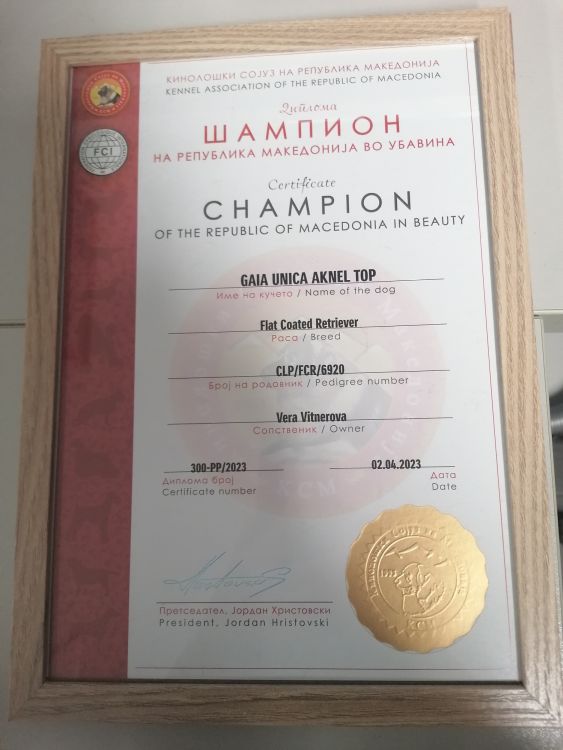 КИНОЛОШКИ СОЈУЗ НА РЕПУБЛИКА МАКЕДОНИЈА
KENNEL ASSOCIATION OF THE REPUBLIC OF MACEDONIA
FCI
Диплома
ШАМПИОН
НА РЕПУБЛИКА МАКЕДОНИЈА ВО УБАВИНА
Certificate
CHAMPION
OF THE REPUBLIC OF MACEDONIA IN BEAUTY
GAIA UNICA AKNEL TOP
Име на кучето / Name of the dog
Flat Coated Retriever
Раса / Breed
CLP/FCR/6920
Број на родовник / Pedigree number
Vera Vitnerova
Сопственик / Owner
300-PP/2023
02.04.2023
Диплома број
Дата
Certificate number
Date
Претседател, Јордан Христовски
President, Jordan Hristovski
КСМ
КСМ